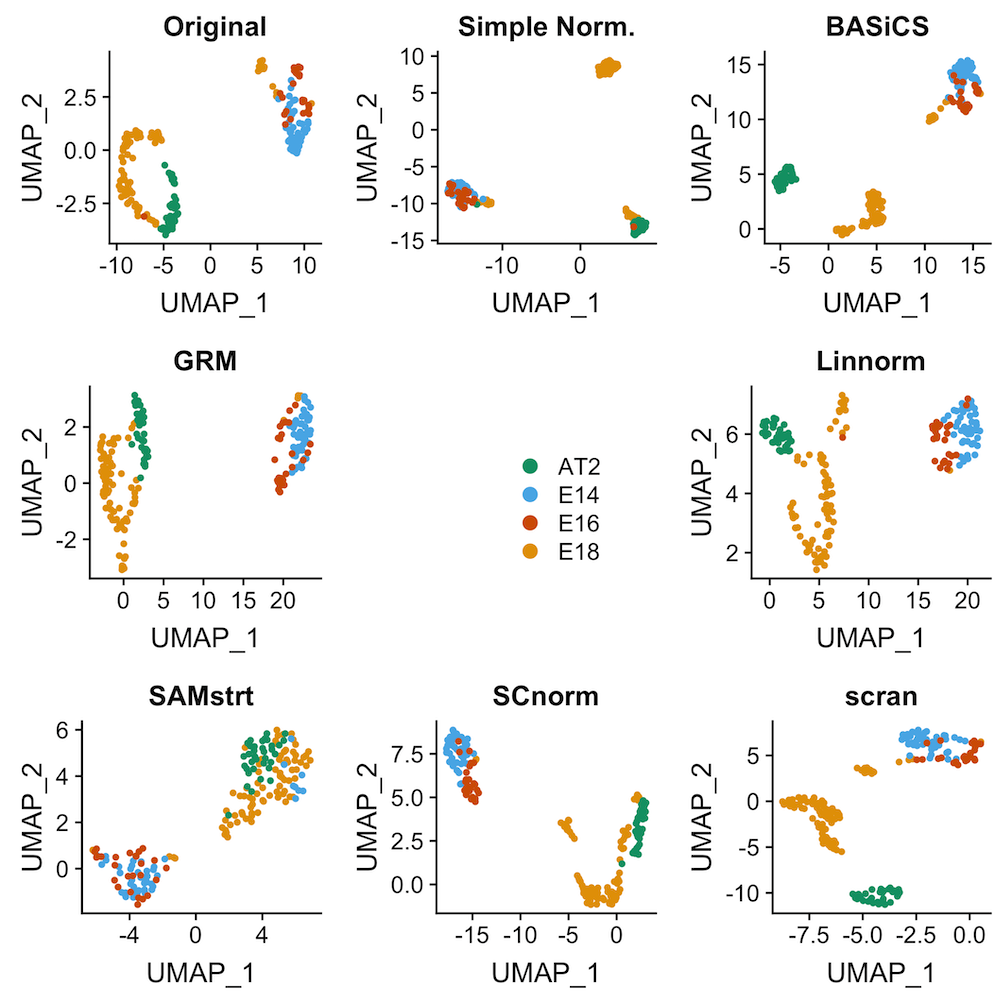 Original
UMAP_2
2.5
0.0
-2.5
-10 -5 0 5 10
UMAP_1
Simple Norm.
UMAP_2
10
5
0
-5
-10
-15
-10 0
UMAP_1
BASiCS
UMAP_2
15
10
5
0
-5 0 5 10 15
UMAP_1
GRM
UMAP_2
2
0
-2
0 5 10 15 20
UMAP_1
AT2
E14
E16
E18
Linnorm
UMAP_2
6
4
2
0 5 10 15 20
UMAP_1
SAMstrt
UMAP_2
6
4
2
0
-4 0 4
UMAP_1
SCnorm
UMAP_2
7.5
5.0
2.5
0.0
-15 -10 -5 0
UMAP_1
scran
UMAP_2
5
0
-5
-10
-7.5 -5.0 -2.5 0.0
UMAP_1